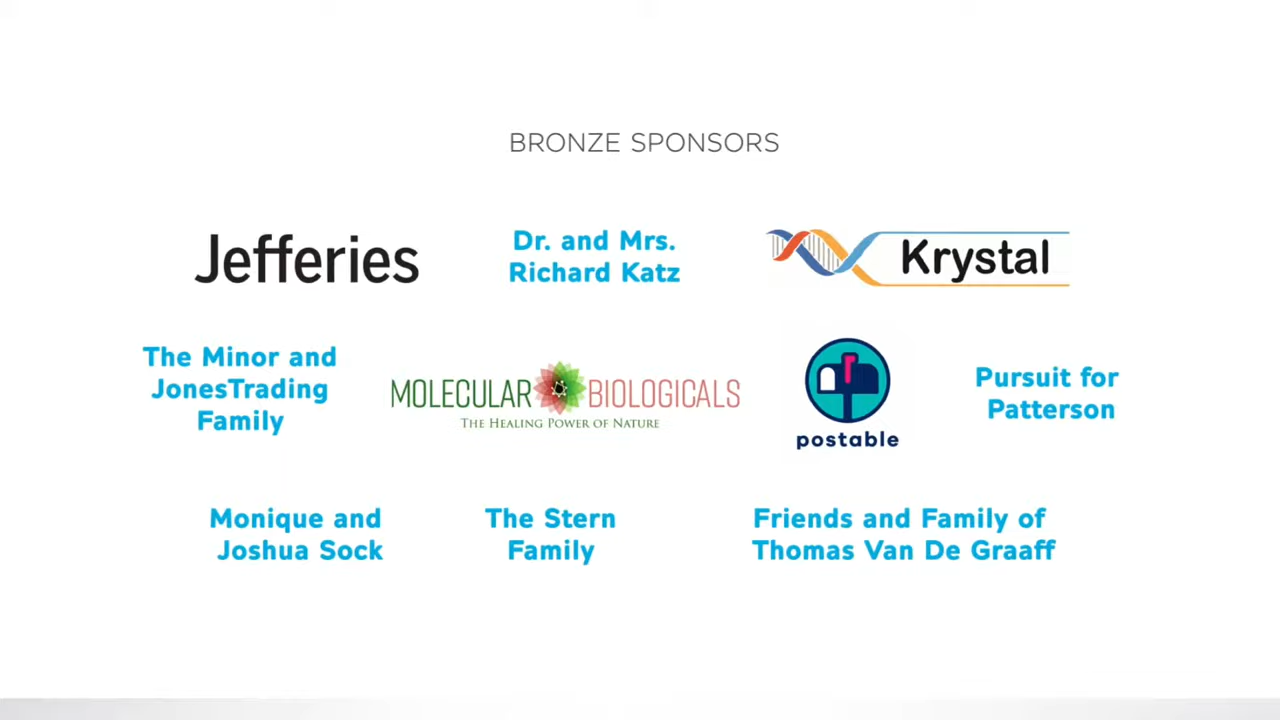 BRONZE SPONSORS
Jefferies
Dr. and Mrs.
Richard Katz
Krystal
The Minor and
JonesTrading
Family
MOLECULAR BIOLOGICALS
THE HEALING POWER OF NATURE
postable
Pursuit for
Patterson
Monique and
Joshua Sock
The Stern
Family
Friends and Family of
Thomas Van De Graaff